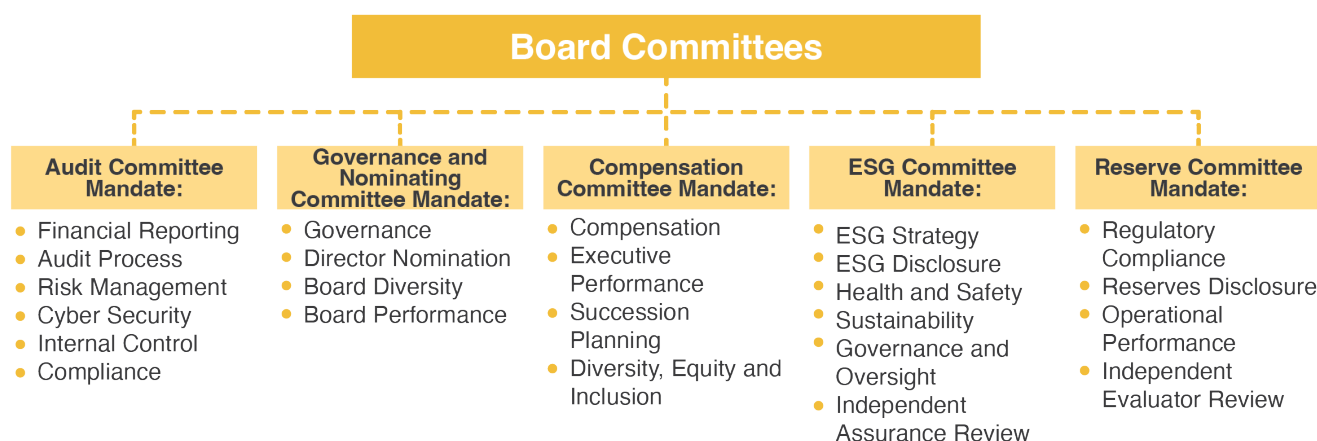 Board Committees
Audit Committee
Mandate:
Financial Reporting
Audit Process
Risk Management
Cyber Security
Internal Control
Compliance
Governance and
Nominating
Committee Mandate:
Governance
Director Nomination
Board Diversity
Board Performance
Compensation
Committee Mandate:
Compensation
Executive
Performance
Succession
Planning
Diversity, Equity and
Inclusion
ESG Committee
Mandate:
ESG Strategy
ESG Disclosure
Health and Safety
Sustainability
Governance and
Oversight
Independent
Assurance Review
Reserve Committee
Mandate:
Regulatory
Compliance
Reserves Disclosure
Operational
Performance
Independent
Evaluator Review